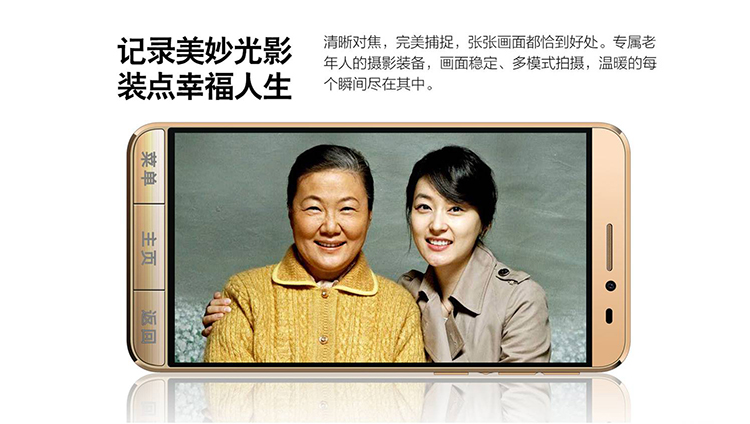 记录美妙光影
装点幸福人生
清晰对焦，完美捕捉，张张画面都恰到好处。专属老
年人的摄影装备，画面稳定、多模式拍摄，温暖的每
个瞬间尽在其中。
菜单
主页
返回